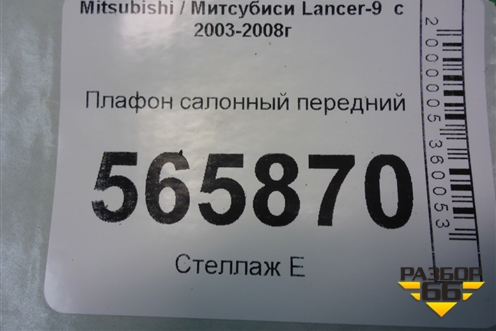 Mitsubishi / Митсубиси Lancer-9 с
2003-2008г
Плафон салонный передний
565870
Стеллаж Е
2000005360053
РАЗБОР
66